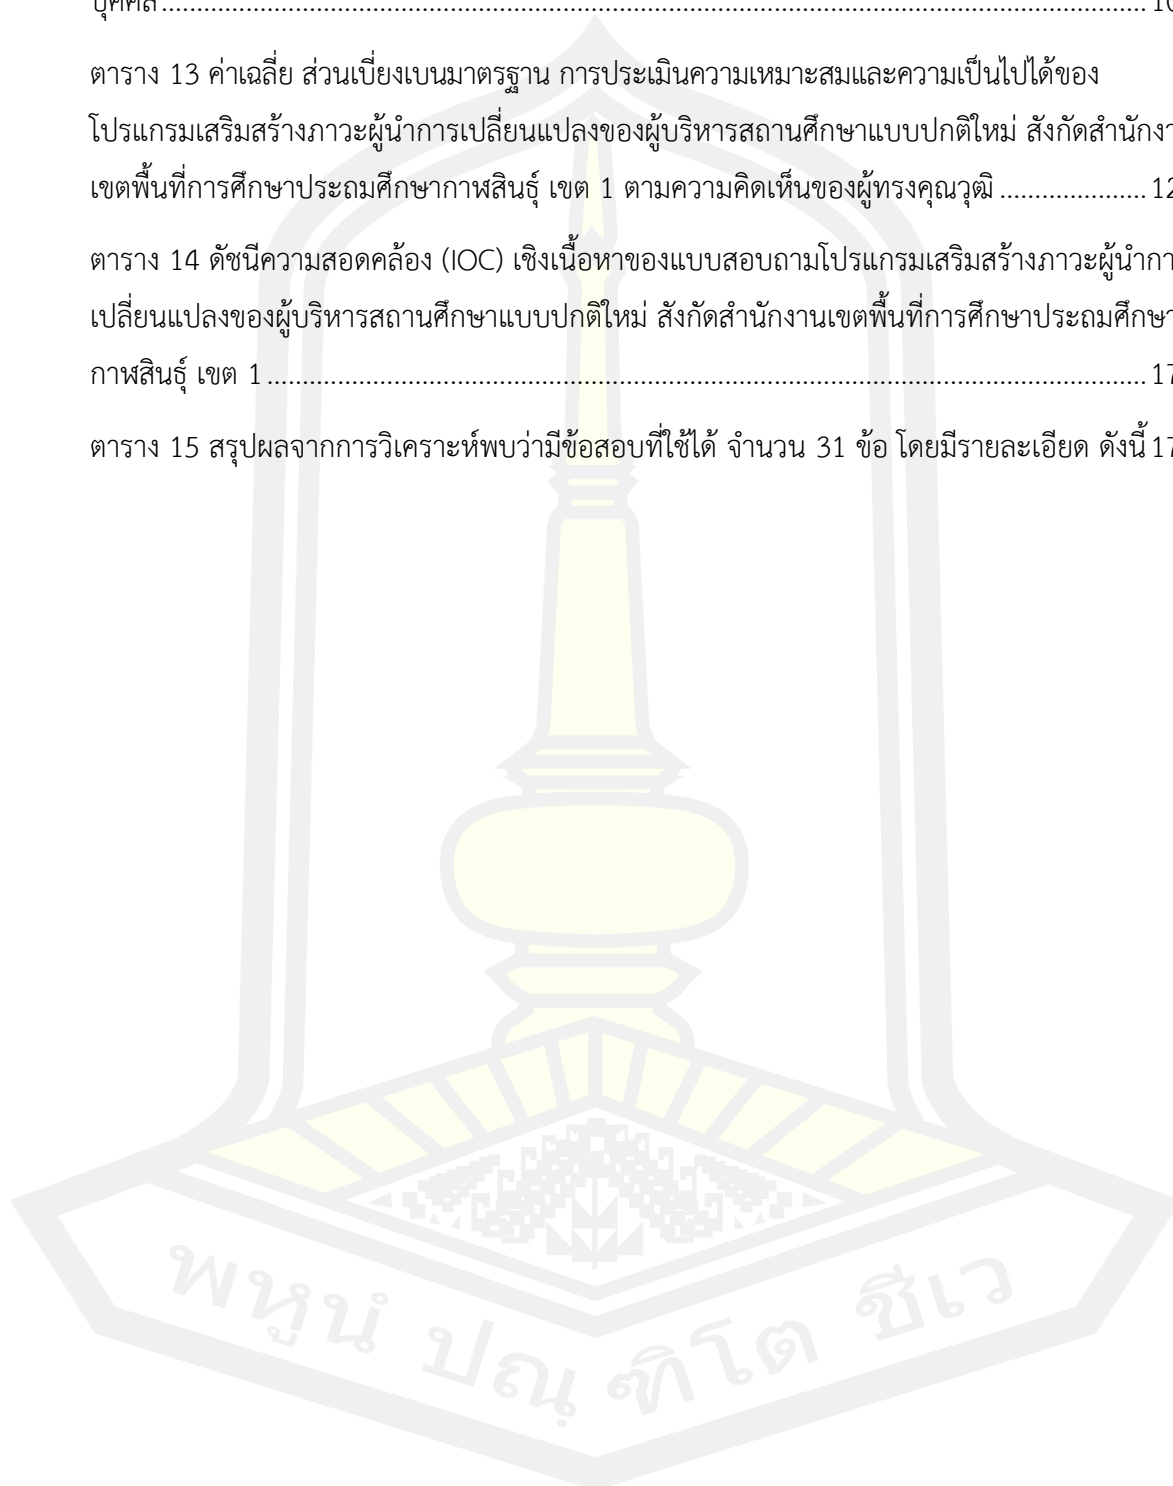 บุคคล
ตาราง 13 ค่าเฉลี่ย ส่วนเบี่ยงเบนมาตรฐาน การประเมินความเหมาะสมและความเป็นไปได้ของ
โปรแกรมเสริมสร้างภาวะผู้นำการเปลี่ยนแปลงของผู้บริหารสถานศึกษาแบบปกติใหม่ สังกัดสำนักงา
เขตพื้นที่การศึกษาประถมศึกษากาฬสินธุ์ เขต 1 ตามความคิดเห็นของผู้ทรงคุณวุฒิ .................... 12
ตาราง 14 ดัชนีความสอดคล้อง (IOC) เชิงเนื้อหาของแบบสอบถามโปรแกรมเสริมสร้างภาวะผู้นำกา
เปลี่ยนแปลงของผู้บริหารสถานศึกษาแบบปกติใหม่ สังกัดสำนักงานเขตพื้นที่การศึกษาประถมศึกษา
กาฬสินธุ์ เขต 1 .................... 17
ตาราง 15 สรุปผลจากการวิเคราะห์พบว่ามีข้อสอบที่ใช้ได้ จำนวน 31 ข้อ โดยมีรายละเอียด ดังนี้ 17
พหูนํ ปณฺฑิโต ชีเว